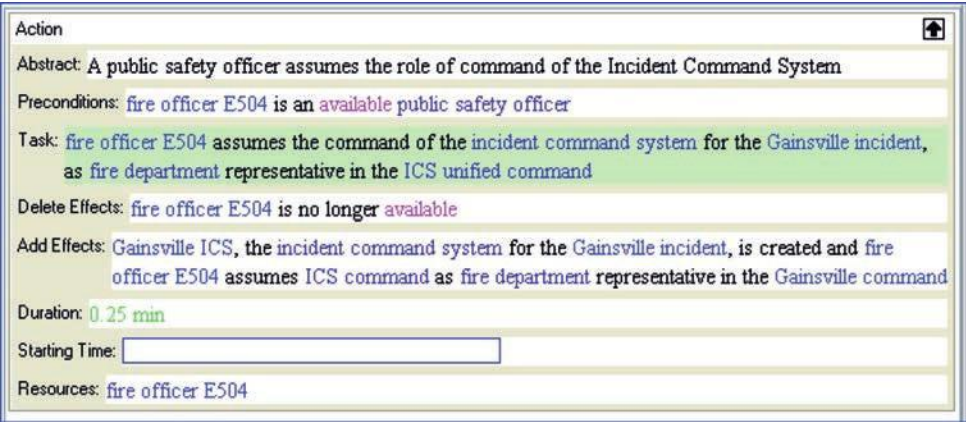 Action
Abstract: A public safety officer assumes the role of command of the Incident Command System
Preconditions: fire officer E504 is an available public safety officer
Task: fire officer E504 assumes the command of the incident command system for the Gainsville incident,
as fire department representative in the ICS unified command
Delete Effects: fire officer E504 is no longer available
Add Effects: Gainsville ICS, the incident command system for the Gainsville incident, is created and fire
officer E504 assumes ICS command as fire department representative in the Gainsville command
Duration: 0.25 min
Starting Time:
Resources: fire officer E504